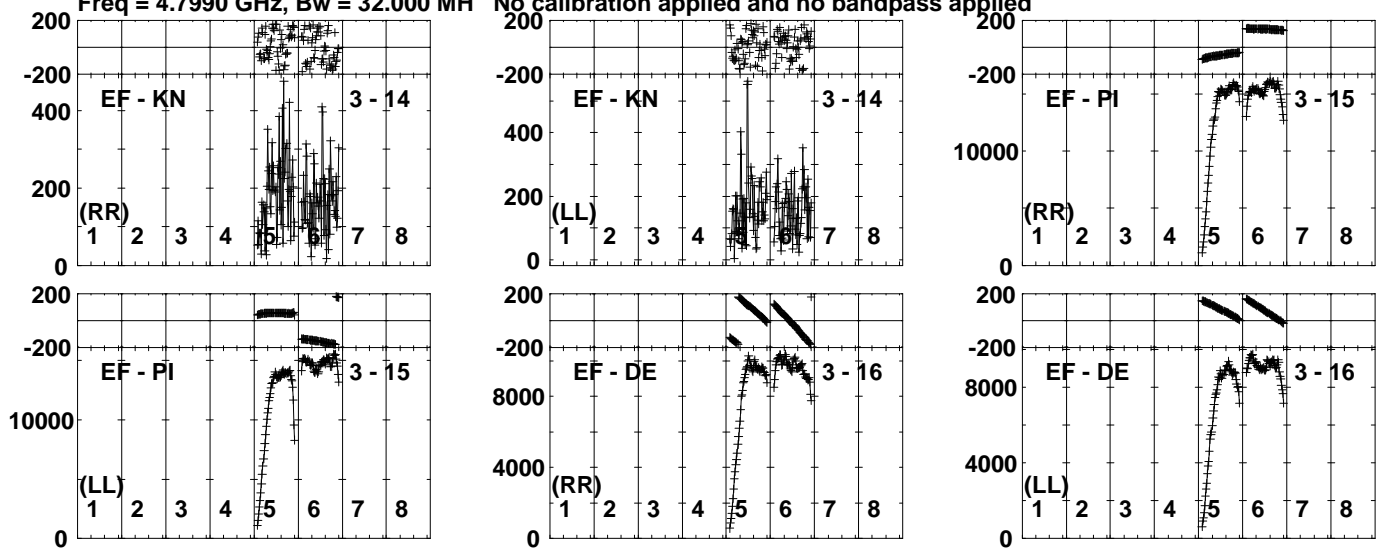 Freq = 4.7990 GHz, Bw = 32.000 MH No calibration applied and no bandpass applied
200
-200
EF - KN 3 - 14
400
200
(RR)
1 2 3 4 5 6 7 8
0
200
-200
EF - KN 3 - 14
400
200
(LL)
1 2 3 4 5 6 7 8
0
200
-200
EF - PI 3 - 15
10000
(RR)
1 2 3 4 5 6 7 8
0
200
-200
EF - PI 3 - 15
10000
(LL)
1 2 3 4 5 6 7 8
0
200
-200
EF - DE 3 - 16
8000
4000
(RR)
1 2 3 4 5 6 7 8
0
200
-200
EF - DE 3 - 16
8000
4000
(LL)
1 2 3 4 5 6 7 8
0